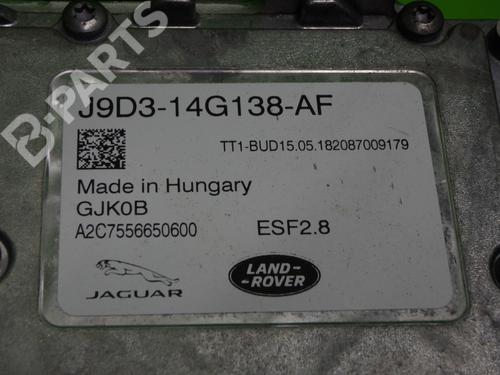 B-PARTS
J9D3-14G138-AF
TT1-BUD15.05.182087009179
Made in Hungary
GJK0B
A2C7556650600
ESF2.8
JAGUAR
LAND-
-ROVER